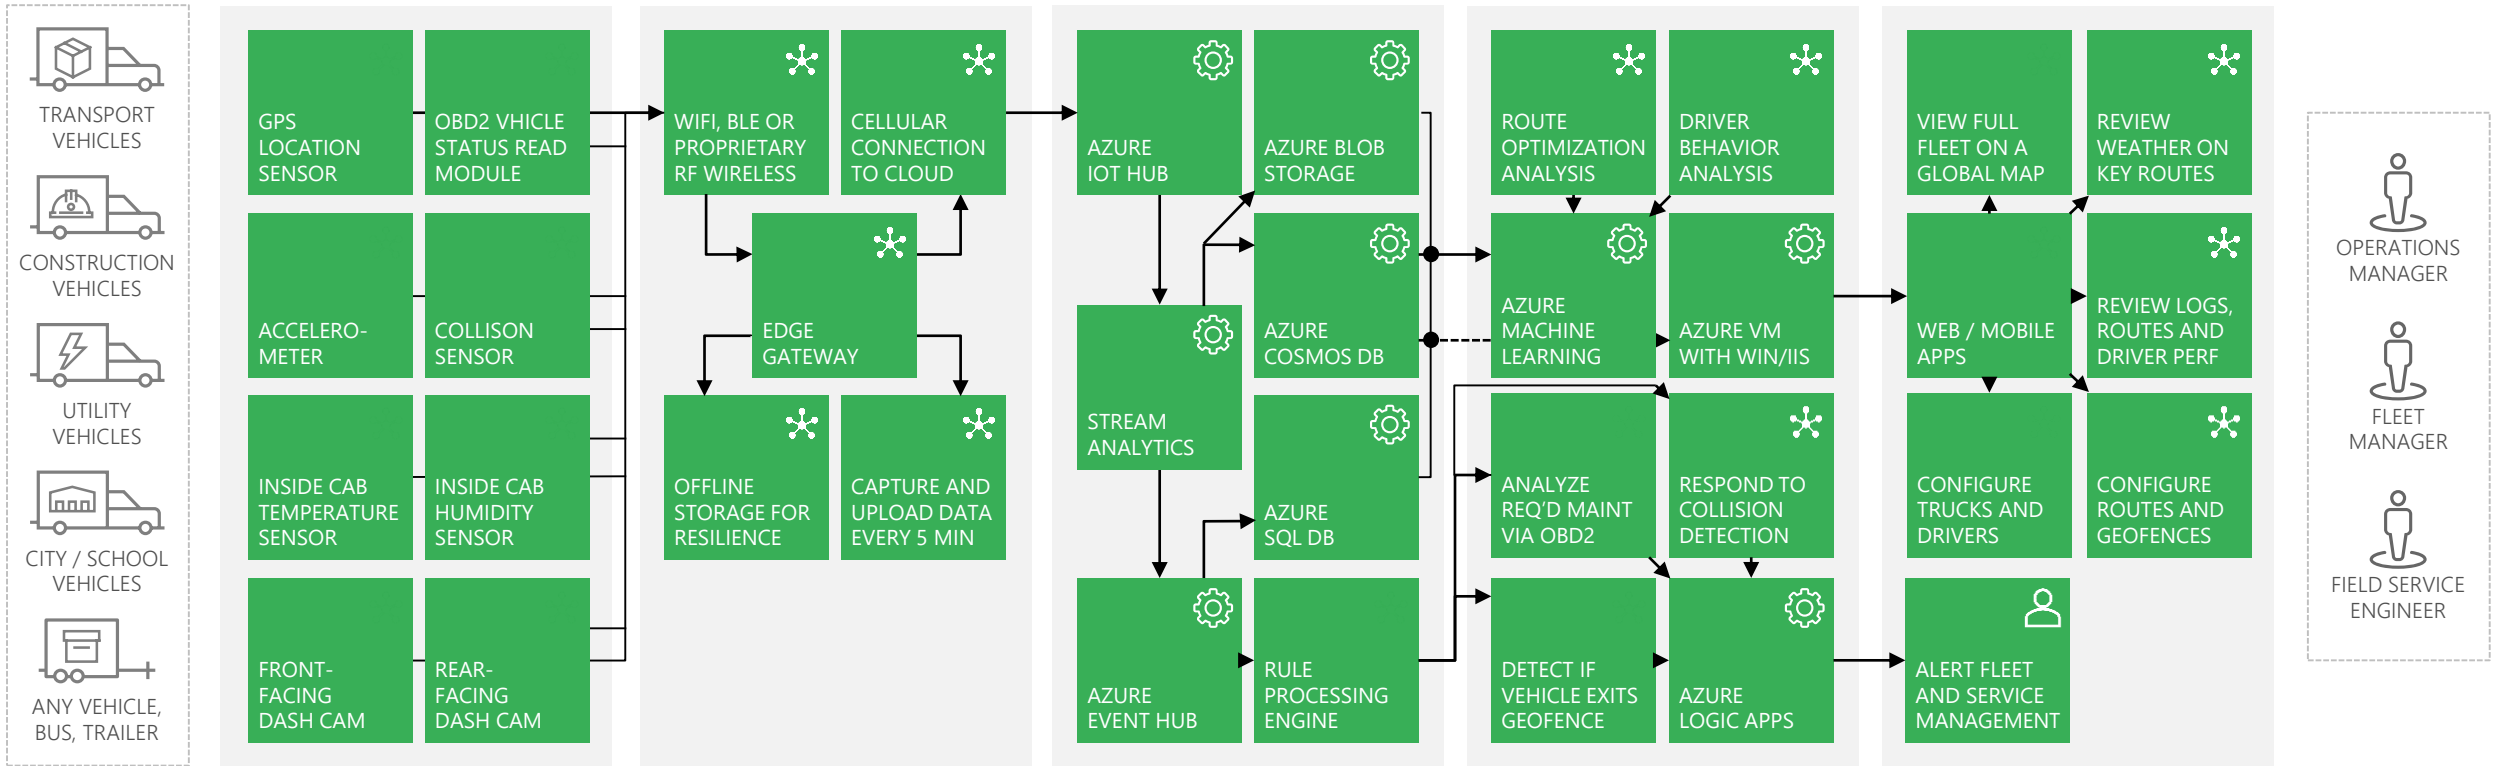 TRANSPORT
VEHICLES
CONSTRUCTION
VEHICLES
UTILITY
VEHICLES
CITY / SCHOOL
VEHICLES
ANY VEHICLE,
BUS, TRAILER
GPS
LOCATION
SENSOR
OBD2 VHICLE
STATUS READ
MODULE
ACCELERO-
METER
COLLISON
SENSOR
INSIDE CAB
TEMPERATURE
SENSOR
INSIDE CAB
HUMIDITY
SENSOR
FRONT-
FACING
DASH CAM
REAR-
FACING
DASH CAM
WIFI, BLE OR
PROPRIETARY
RF WIRELESS
CELLULAR
CONNECTION
TO CLOUD
EDGE
GATEWAY
OFFLINE
STORAGE FOR
RESILIENCE
CAPTURE AND
UPLOAD DATA
EVERY 5 MIN
AZURE
IOT HUB
AZURE BLOB
STORAGE
AZURE
COSMOS DB
STREAM
ANALYTICS
AZURE
SQL DB
AZURE
EVENT HUB
RULE
PROCESSING
ENGINE
ROUTE
OPTIMIZATION
ANALYSIS
DRIVER
BEHAVIOR
ANALYSIS
AZURE
MACHINE
LEARNING
AZURE VM
WITH WIN/IIS
ANALYZE
REQ'D MAINT
VIA OBD2
RESPOND TO
COLLISION
DETECTION
DETECT IF
VEHICLE EXITS
GEOFENCE
AZURE
LOGIC APPS
VIEW FULL
FLEET ON A
GLOBAL MAP
REVIEW
WEATHER ON
KEY ROUTES
WEB / MOBILE
APPS
REVIEW LOGS,
ROUTES AND
DRIVER PERF
CONFIGURE
TRUCKS AND
DRIVERS
CONFIGURE
ROUTES AND
GEOFENCES
ALERT FLEET
AND SERVICE
MANAGEMENT
OPERATIONS
MANAGER
FLEET
MANAGER
FIELD SERVICE
ENGINEER